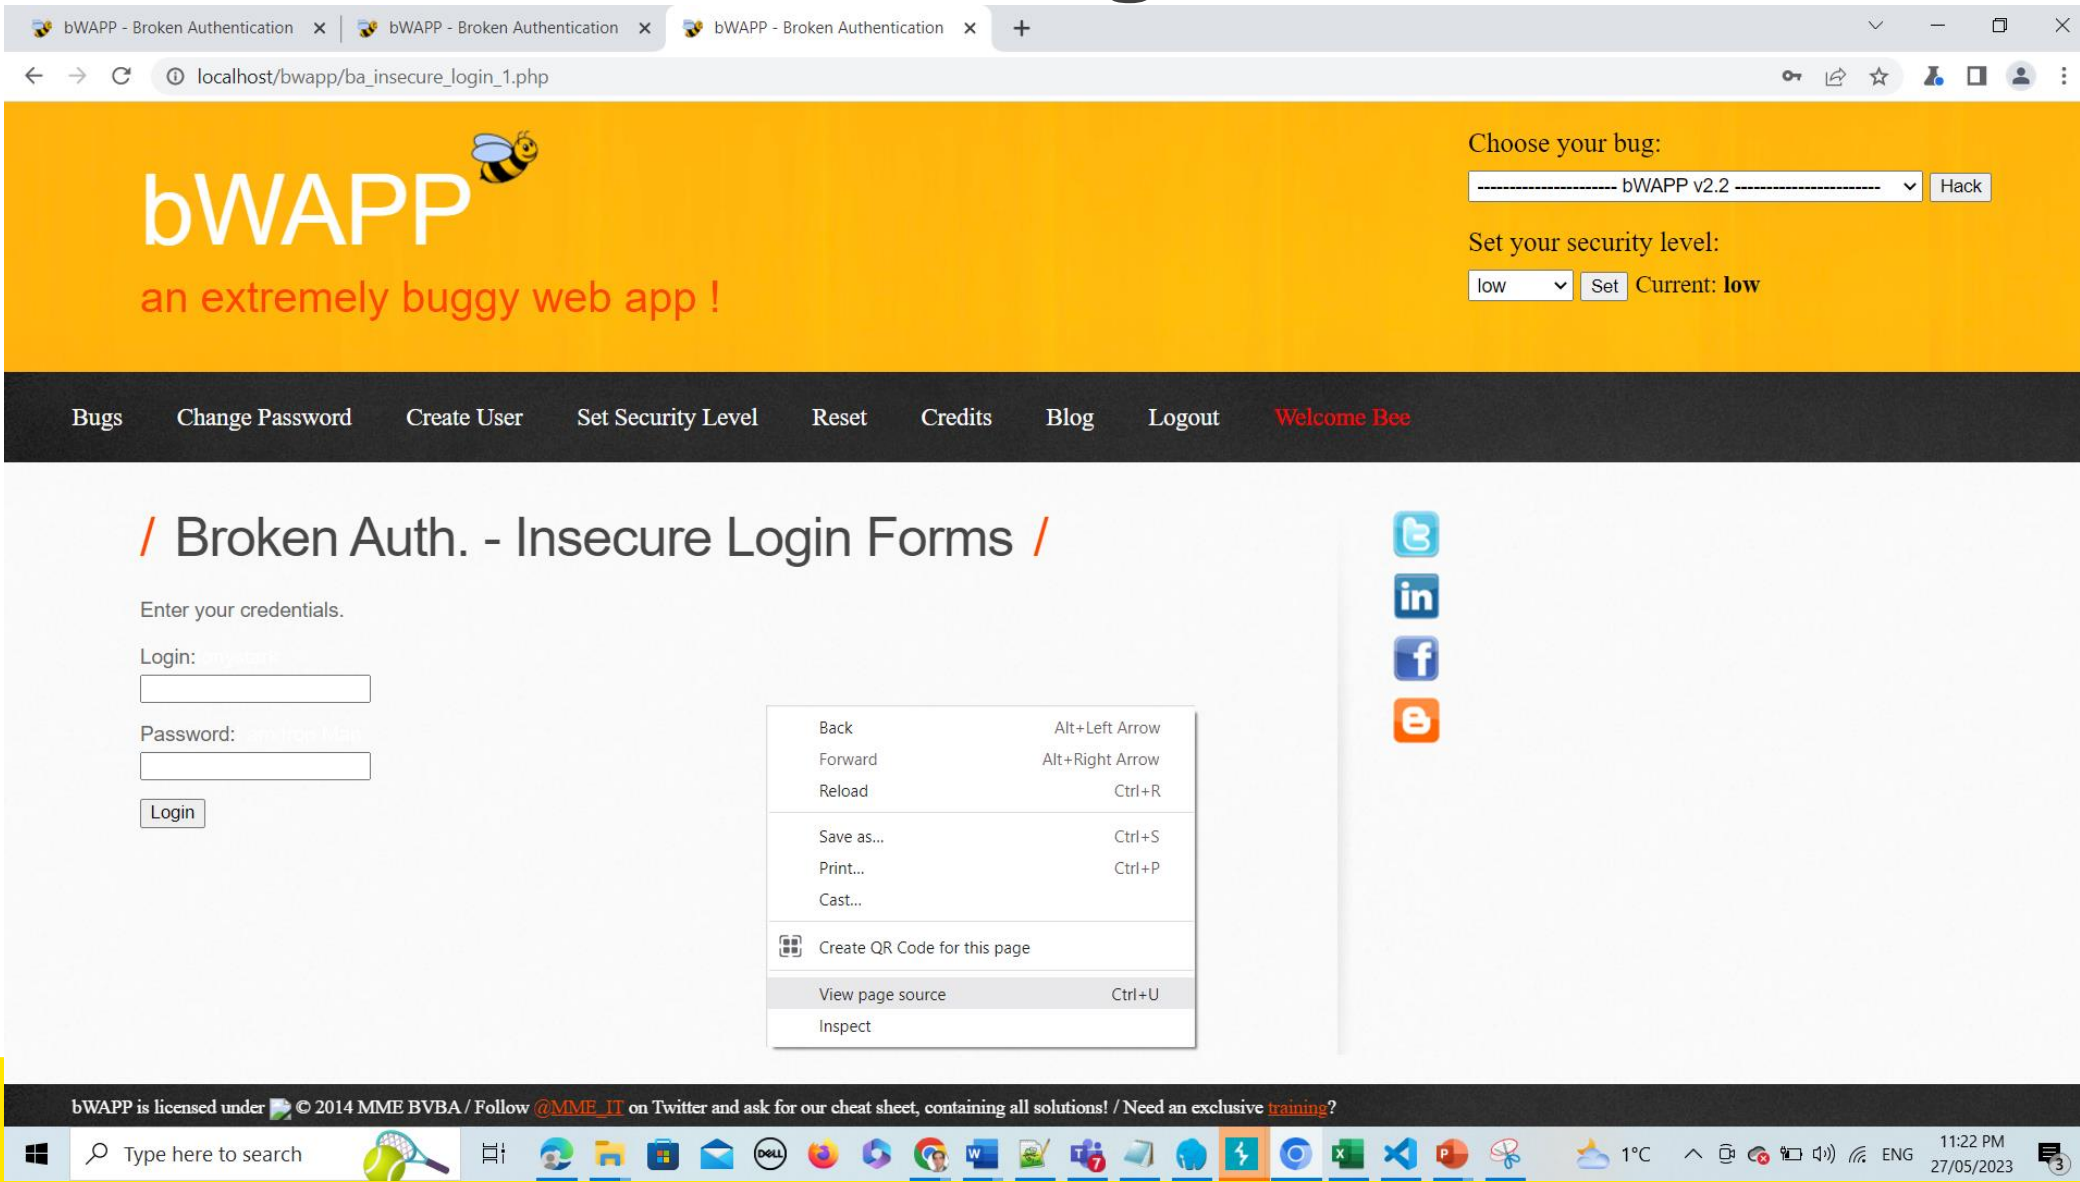 bWAPP - Broken Authentication
bWAPP - Broken Authentication
bWAPP - Broken Authentication
localhost/bwapp/ba_insecure_login_1.php
bWAPP
an extremely buggy web app !
Choose your bug:
---------------------- bWAPP v2.2 -----------------------
Hack
Set your security level:
low
Set
Current: low
Bugs Change Password Create User Set Security Level Reset Credits Blog Logout Welcome Bee
/ Broken Auth. - Insecure Login Forms /
Enter your credentials.
Login:
Password:
Login
Back Alt+Left Arrow
Forward Alt+Right Arrow
Reload Ctrl+R
Save as... Ctrl+S
Print... Ctrl+P
Cast...
Create QR Code for this page
View page source Ctrl+U
Inspect
in
f
bWAPP is licensed under © 2014 MME BVBA / Follow @MME_IT on Twitter and ask for our cheat sheet, containing all solutions! / Need an exclusive training?
Type here to search
DELL
1°C
ENG
11:22 PM
27/05/2023
3